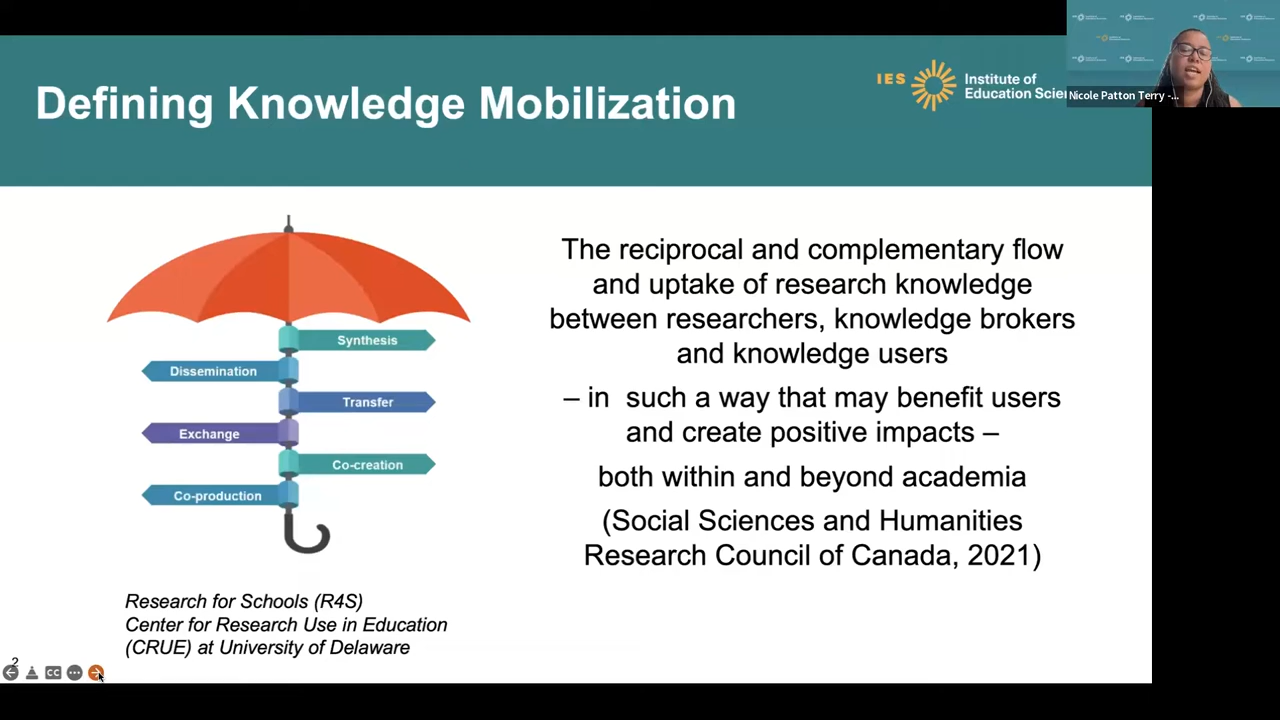 Defining Knowledge Mobilization
IES
Institute of
Education Scien
Nicole Patton Terry -...
The reciprocal and complementary flow
and uptake of research knowledge
between researchers, knowledge brokers
and knowledge users
– in such a way that may benefit users
and create positive impacts –
both within and beyond academia
(Social Sciences and Humanities
Research Council of Canada, 2021)
Synthesis
Dissemination
Transfer
Exchange
Co-creation
Co-production
Research for Schools (R4S)
Center for Research Use in Education
(CRUE) at University of Delaware
2
CC